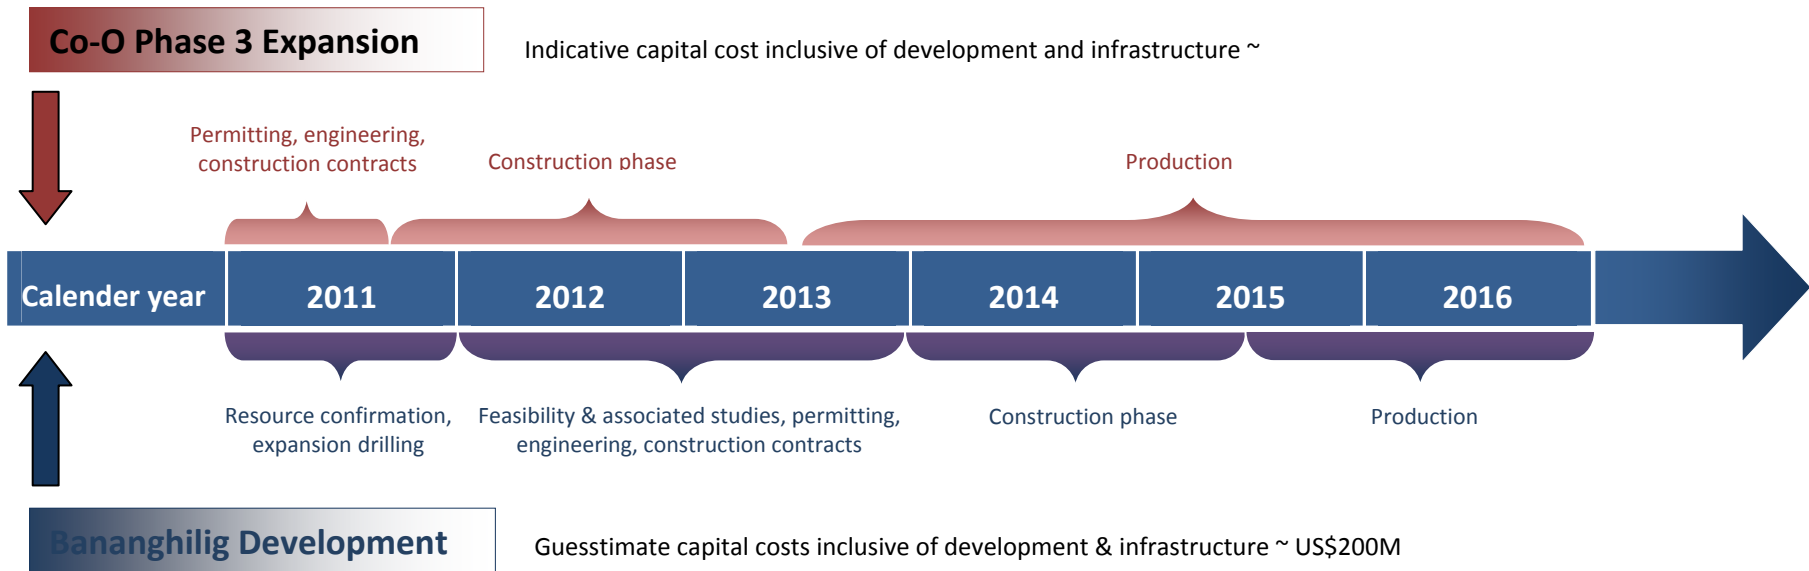 Co-O Phase 3 Expansion
Indicative capital cost inclusive of development and infrastructure ~
Permitting, engineering,
construction contracts
Construction phase
Production
Calender year
2011
2012
2013
2014
2015
2016
Resource confirmation,
expansion drilling
Feasibility & associated studies, permitting,
engineering, construction contracts
Construction phase
Production
Bananghilig Development
Guesstimate capital costs inclusive of development & infrastructure ~ US$200M